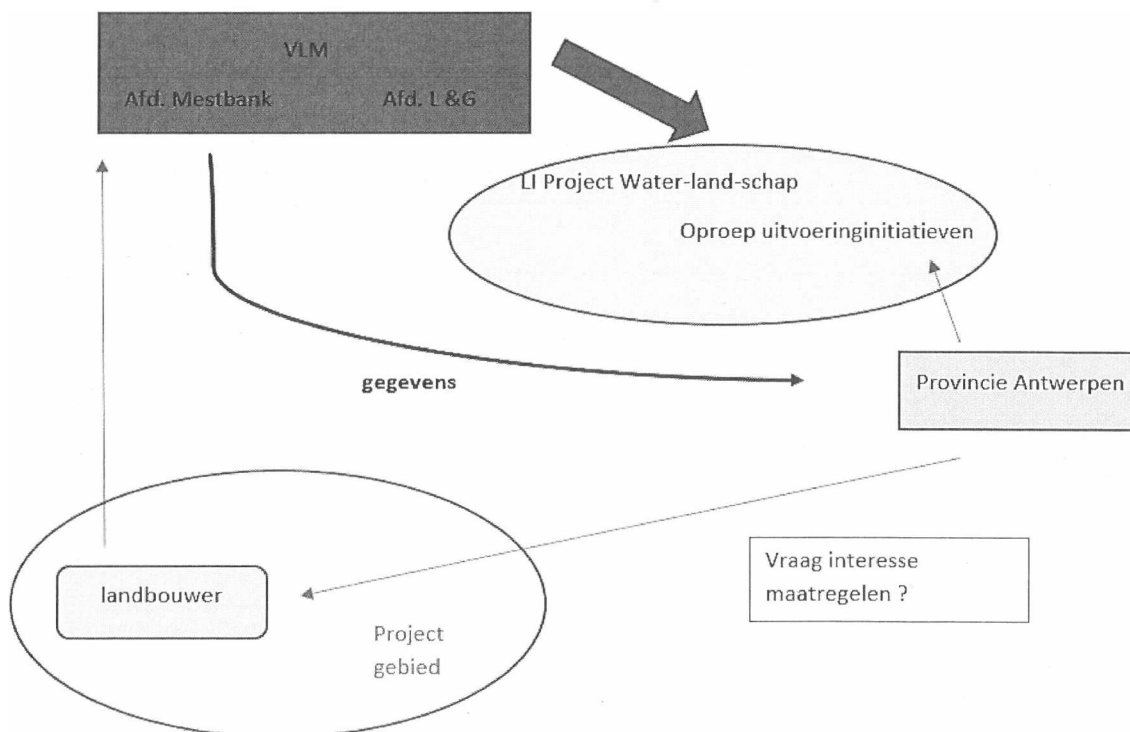 VLM
Afd. Mestbank Afd. L &G
LI Project Water-land-schap
Oproep uitvoeringinitiatieven
gegevens
Provincie Antwerpen
Vraag interesse
maatregelen ?
landbouwer
Project
gebied